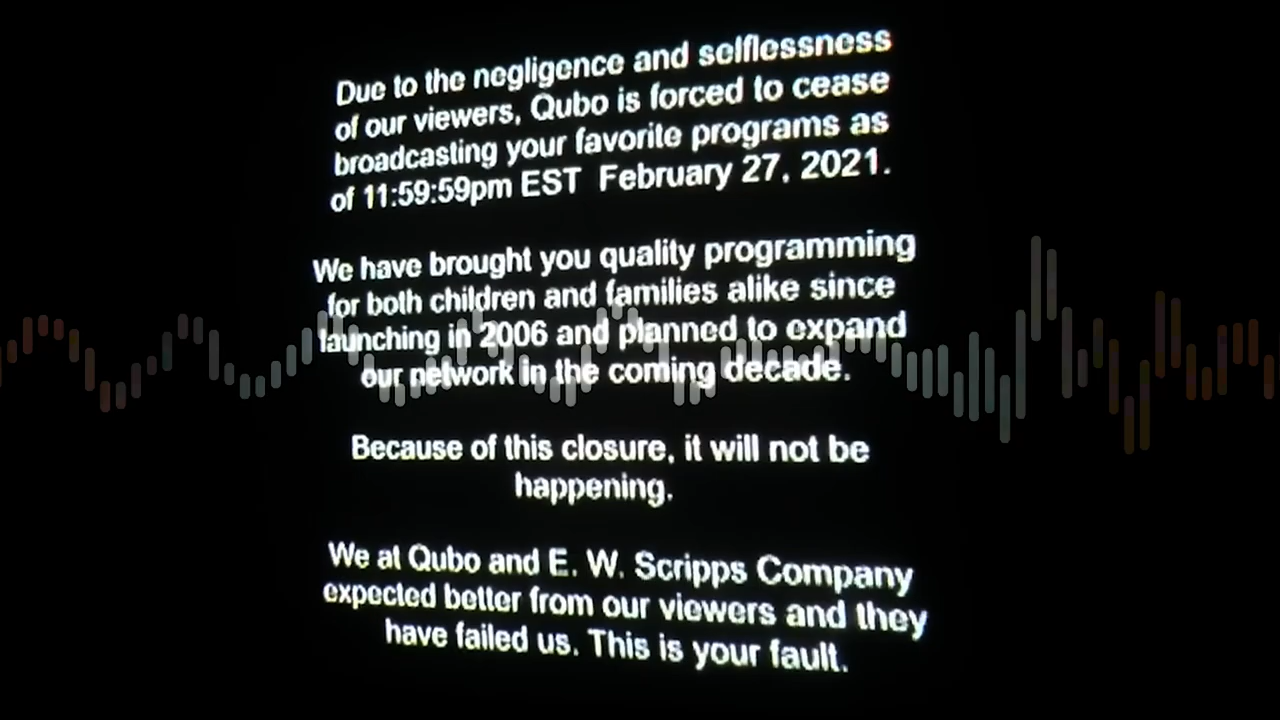 Due to the negligence and selflessness
of our viewers, Qubo is forced to cease
broadcasting your favorite programs as
of 11:59:59pm EST February 27, 2021.
We have brought you quality programming
for both children and families alike since
launching in 2006 and planned to expand
our network in the coming decade.
Because of this closure, it will not be
happening.
We at Qubo and E. W. Scripps Company
expected better from our viewers and they
have failed us. This is your fault.